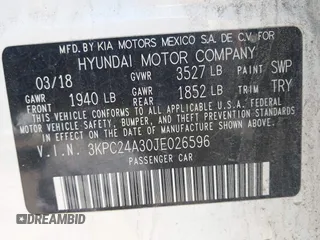 MFD. BY KIA MOTORS MEXICO S.A. DE C.V. FOR
HYUNDAI MOTOR COMPANY
03/18 GVWR 3527 LB PAINT SWP
GAWR FRONT 1940 LB GAWR REAR 1852 LB TRIM TRY
THIS VEHICLE CONFORMS TO ALL APPLICABLE U.S. FEDERAL MOTOR VEHICLE
SAFETY, BUMPER, AND THEFT PREVENTION STANDARDS IN EFFECT ON
THE DATE OF MANUFACTURE SHOWN ABOVE.
V.I.N. 3KPC24A30JE026596
PASSENGER CAR
DREAMBID